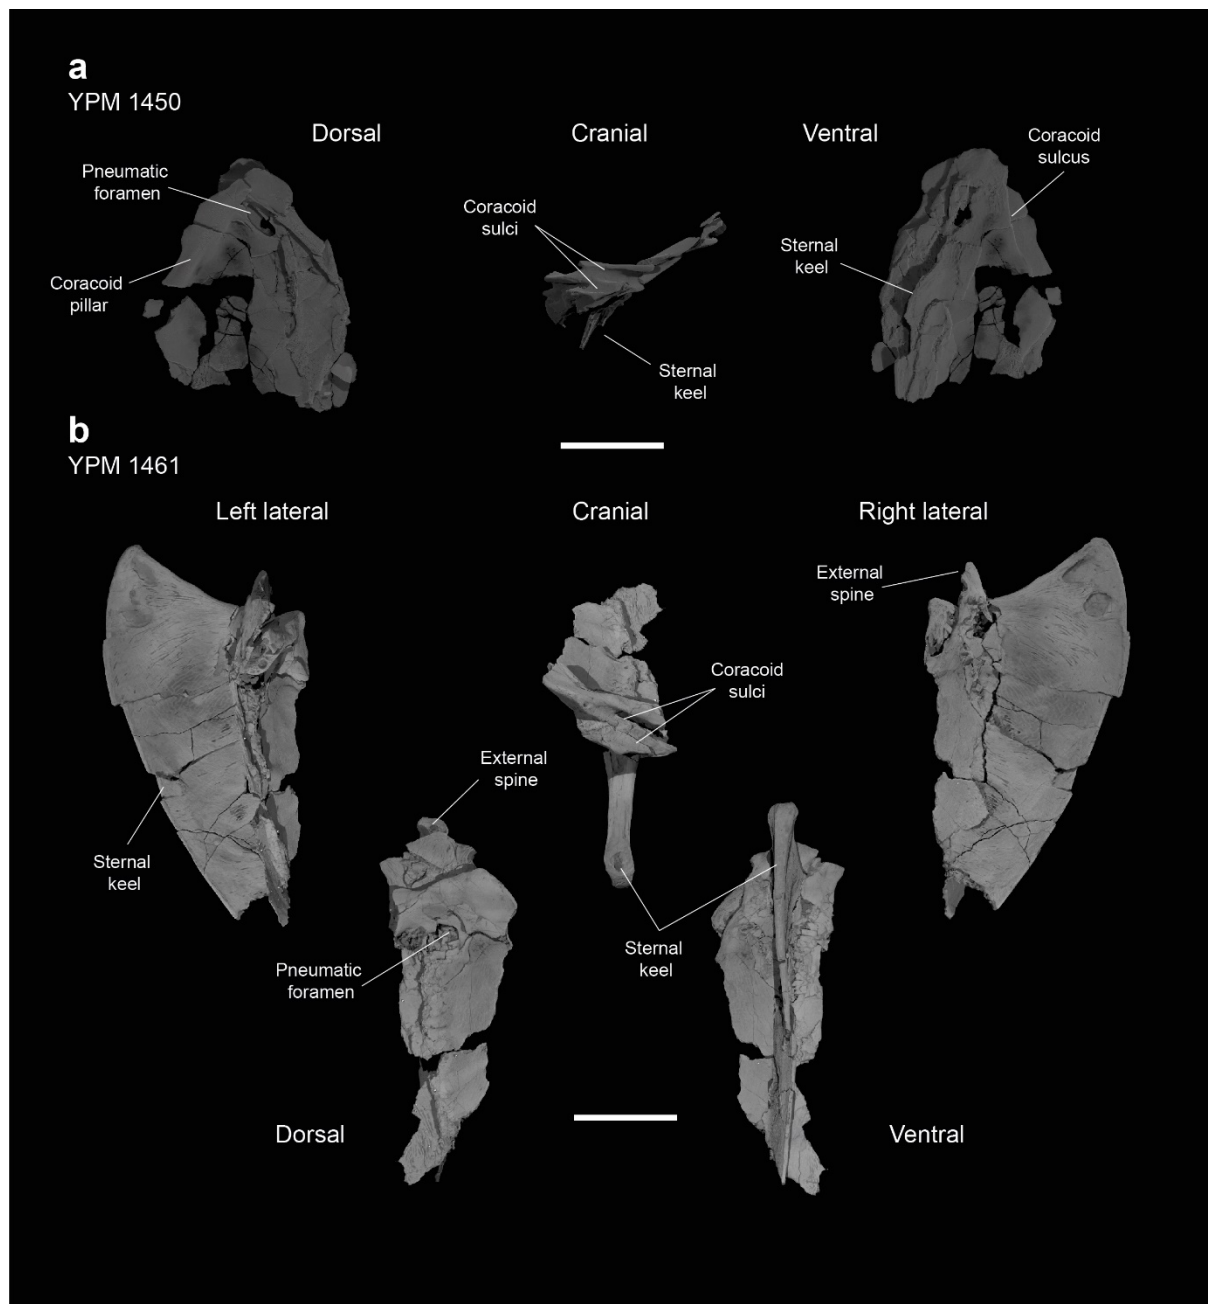 a
YPM 1450
Dorsal
Cranial
Ventral
Pneumatic
foramen
Coracoid
pillar
Coracoid
sulci
Sternal
keel
Coracoid
sulcus
Sternal
keel
b
YPM 1461
Left lateral
Cranial
Right lateral
External
spine
Coracoid
sulci
External
spine
Sternal
keel
Pneumatic
foramen
Sternal
keel
Dorsal
Ventral